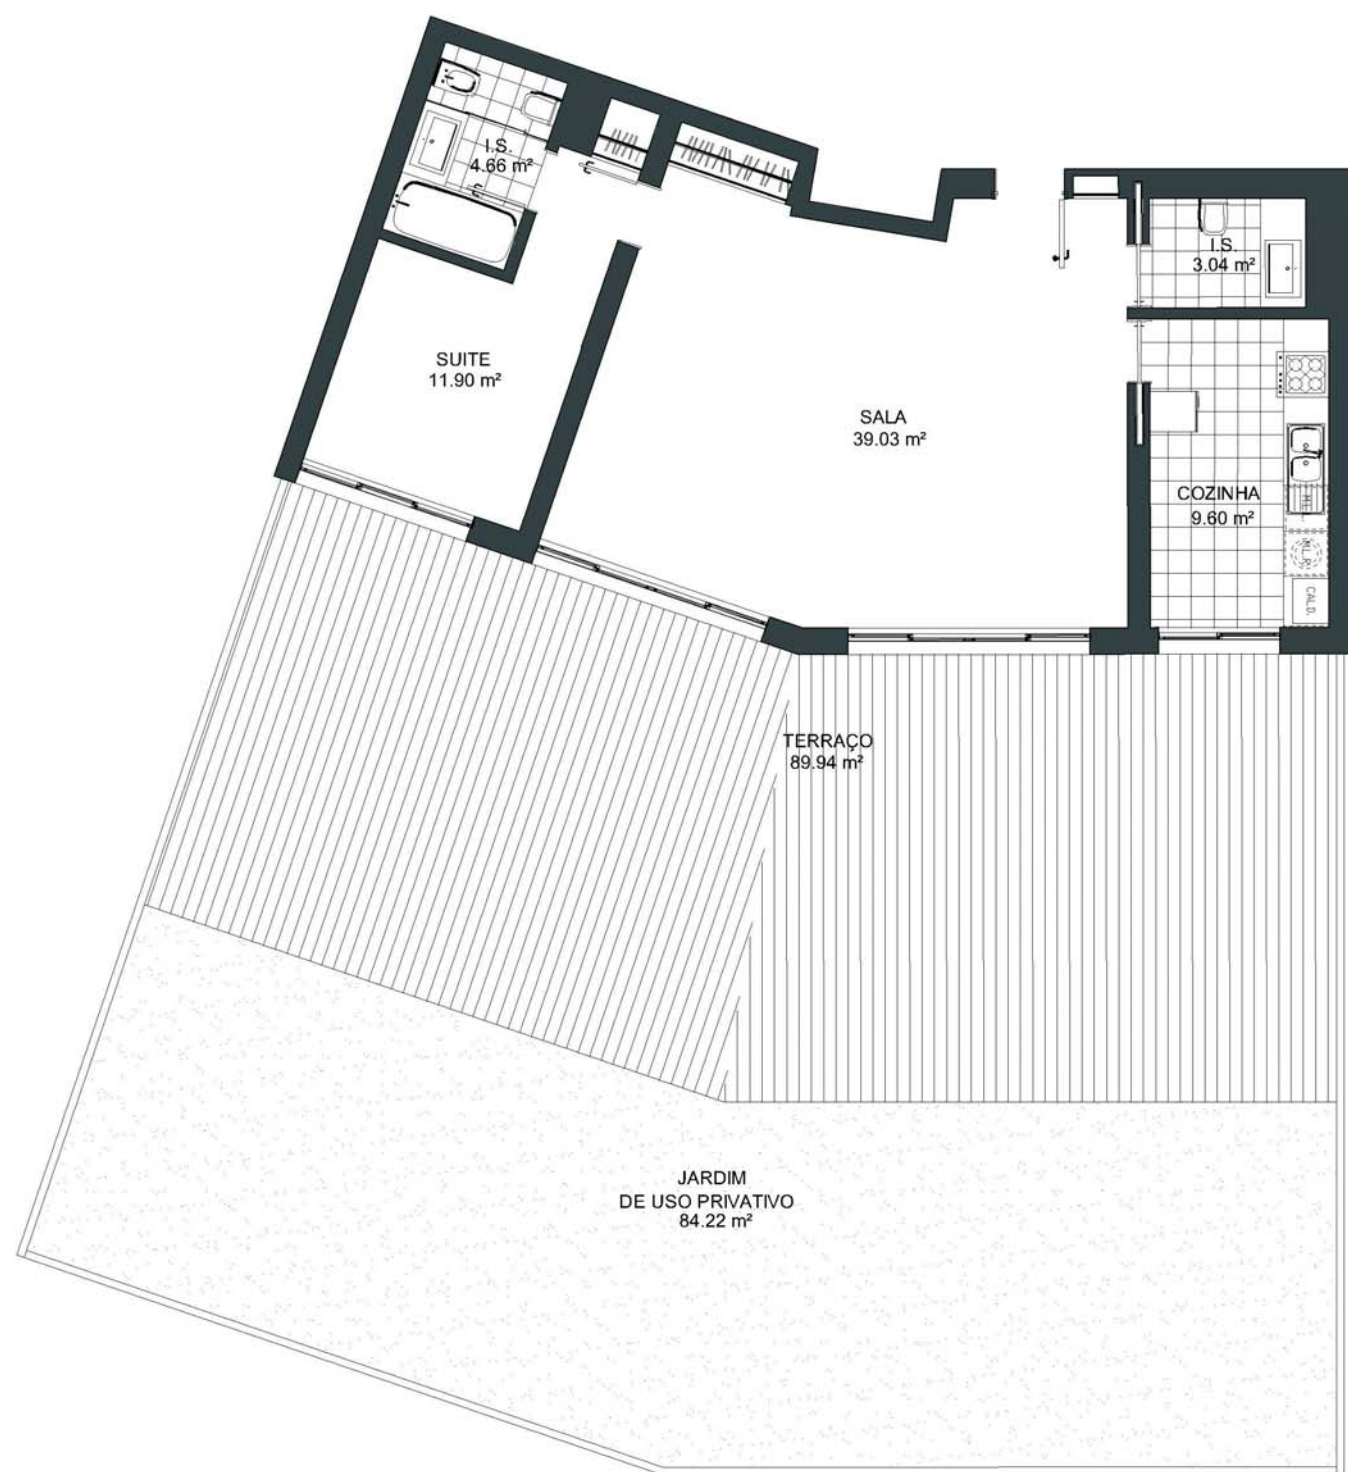 I.S.
4.66 m²
I.S.
3.04 m²
SUITE
11.90 m²
SALA
39.03 m²
COZINHA
9.60 m²
M.L.
M.L.R.
CALD.
TERRAÇO
89.94 m²
JARDIM
DE USO PRIVATIVO
84.22 m²